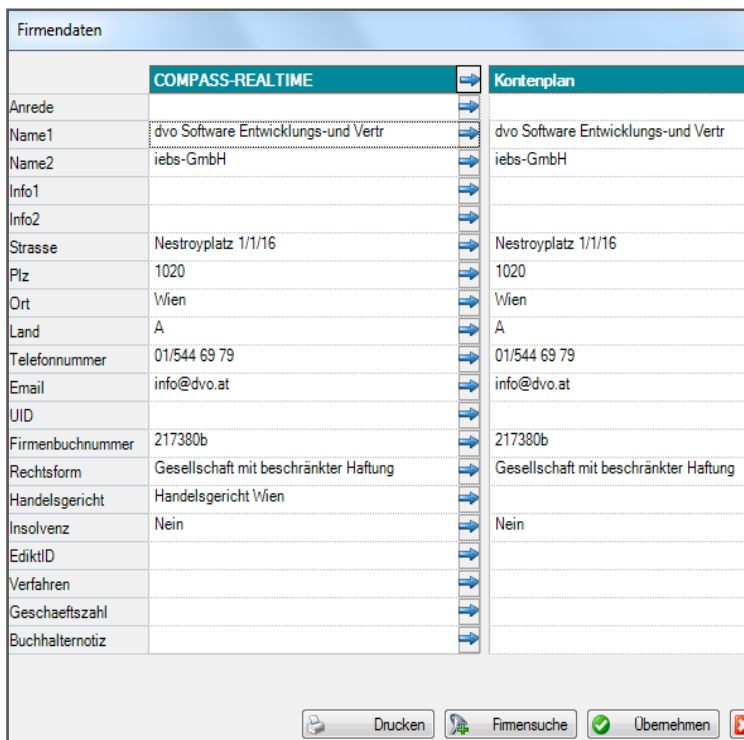 Firmendaten
COMPASS-REALTIME Kontenplan
Anrede
Name1 dvo Software Entwicklungs-und Vertr dvo Software Entwicklungs-und Vertr
Name2 iebs-GmbH iebs-GmbH
Info1
Info2
Strasse Nestroyplatz 1/1/16 Nestroyplatz 1/1/16
Plz 1020 1020
Ort Wien Wien
Land A A
Telefonnummer 01/544 69 79 01/544 69 79
Email info@dvo.at info@dvo.at
UID
Firmenbuchnummer 217380b 217380b
Rechtsform Gesellschaft mit beschränkter Haftung Gesellschaft mit beschränkter Haftung
Handelsgericht Handelsgericht Wien
Insolvenz Nein Nein
EdiktID
Verfahren
Geschaeftszahl
Buchhalternotiz
Drucken Firmensuche Übernehmen